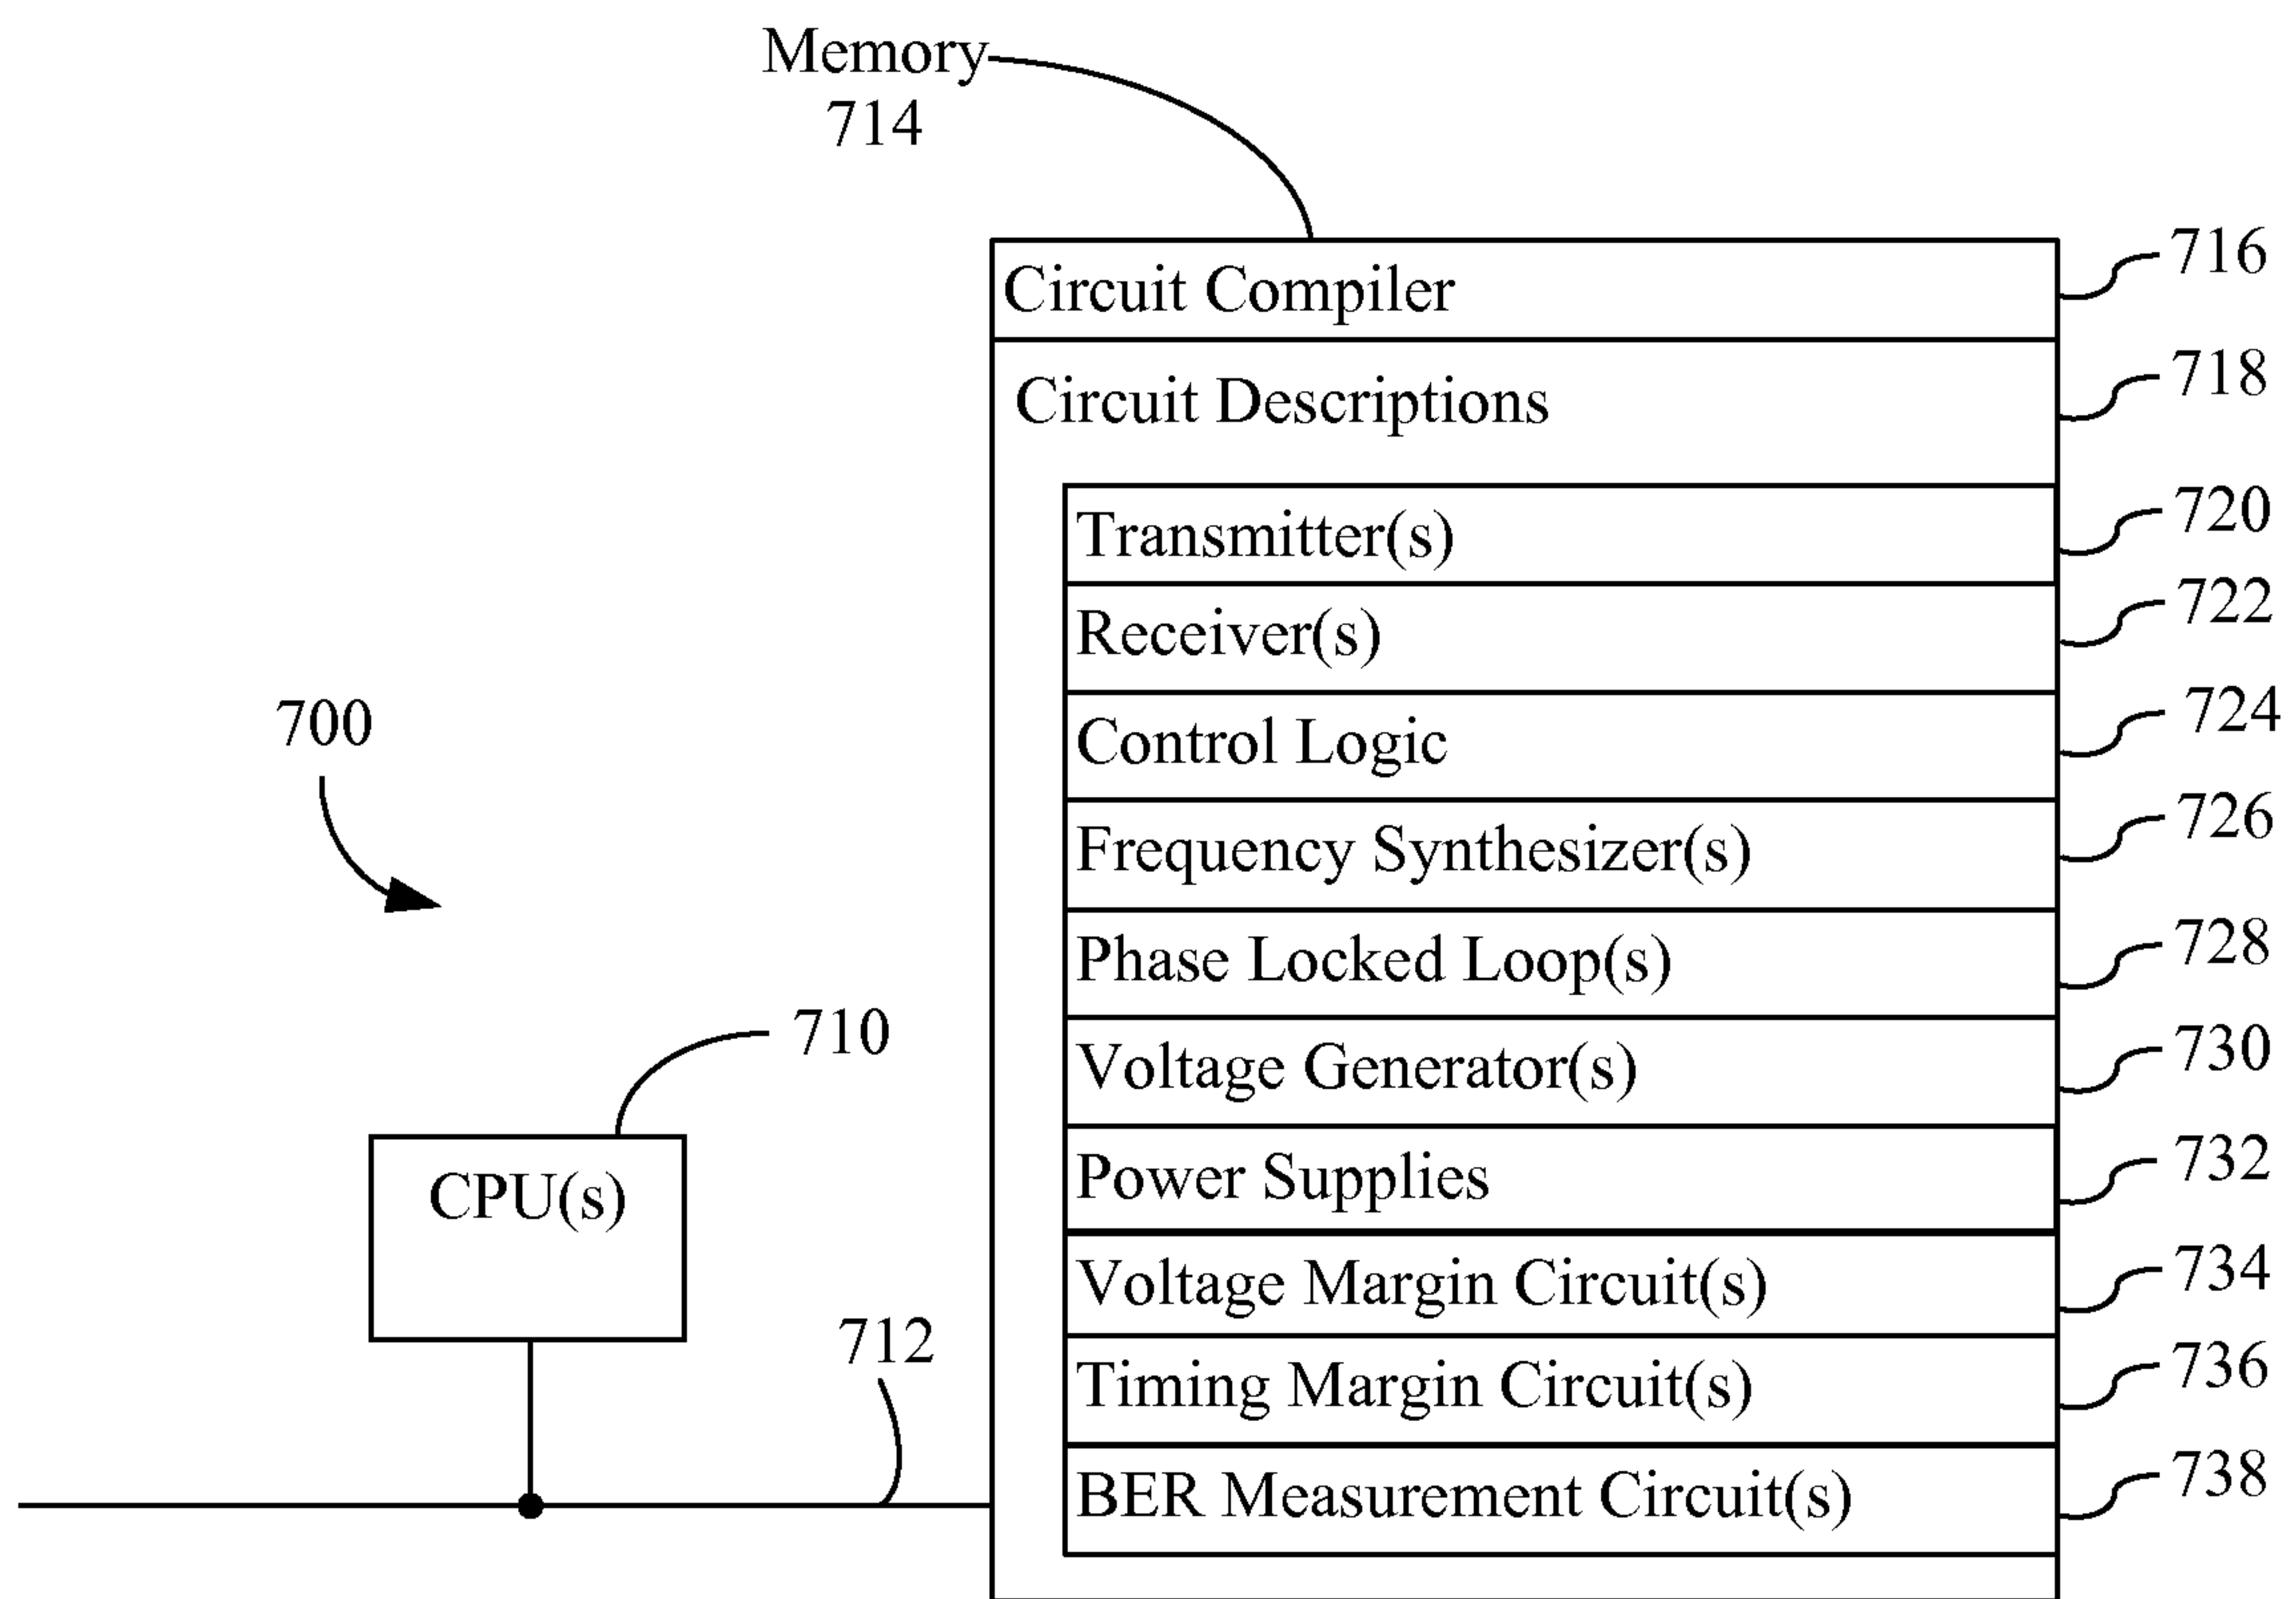 Memory
714
Circuit Compiler
716
Circuit Descriptions
718
Transmitter(s)
720
Receiver(s)
722
Control Logic
724
Frequency Synthesizer(s)
726
Phase Locked Loop(s)
728
Voltage Generator(s)
730
Power Supplies
732
Voltage Margin Circuit(s)
734
Timing Margin Circuit(s)
736
BER Measurement Circuit(s)
738
700
710
CPU(s)
712